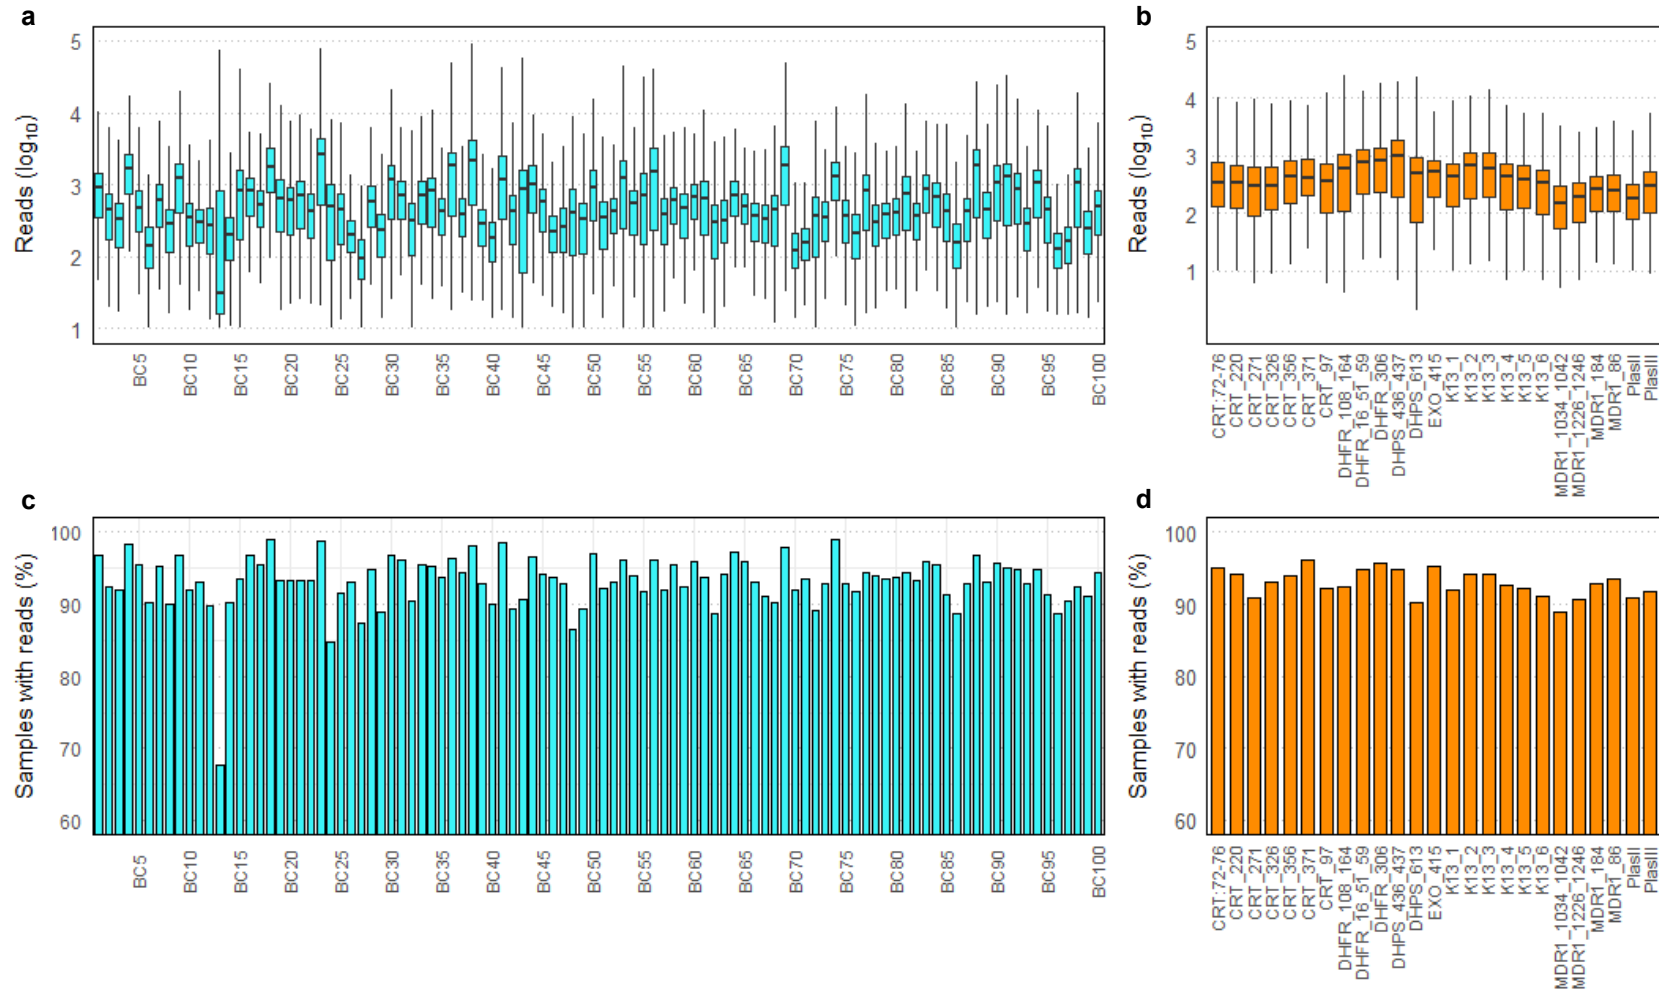 a
Reads (log10)
5
4
3
2
1
BC5
BC10
BC15
BC20
BC25
BC30
BC35
BC40
BC45
BC50
BC55
BC60
BC65
BC70
BC75
BC80
BC85
BC90
BC95
BC100
b
Reads (log10)
5
4
3
2
1
CRT:72-76
CRT_220
CRT_271
CRT_326
CRT_356
CRT_371
CRT_97
DHFR_108_164
DHFR_16_51_59
DHFR_306
DHPS_436_437
DHPS_613
EXO_415
K13_1
K13_2
K13_3
K13_4
K13_5
K13_6
MDR1_1034_1042
MDR1_1226_1246
MDR1_184
MDR1_86
PlasII
PlasIII
c
Samples with reads (%)
100
90
80
70
60
BC5
BC10
BC15
BC20
BC25
BC30
BC35
BC40
BC45
BC50
BC55
BC60
BC65
BC70
BC75
BC80
BC85
BC90
BC95
BC100
d
Samples with reads (%)
100
90
80
70
60
CRT:72-76
CRT_220
CRT_271
CRT_326
CRT_356
CRT_371
CRT_97
DHFR_108_164
DHFR_16_51_59
DHFR_306
DHPS_436_437
DHPS_613
EXO_415
K13_1
K13_2
K13_3
K13_4
K13_5
K13_6
MDR1_1034_1042
MDR1_1226_1246
MDR1_184
MDR1_86
PlasII
PlasIII